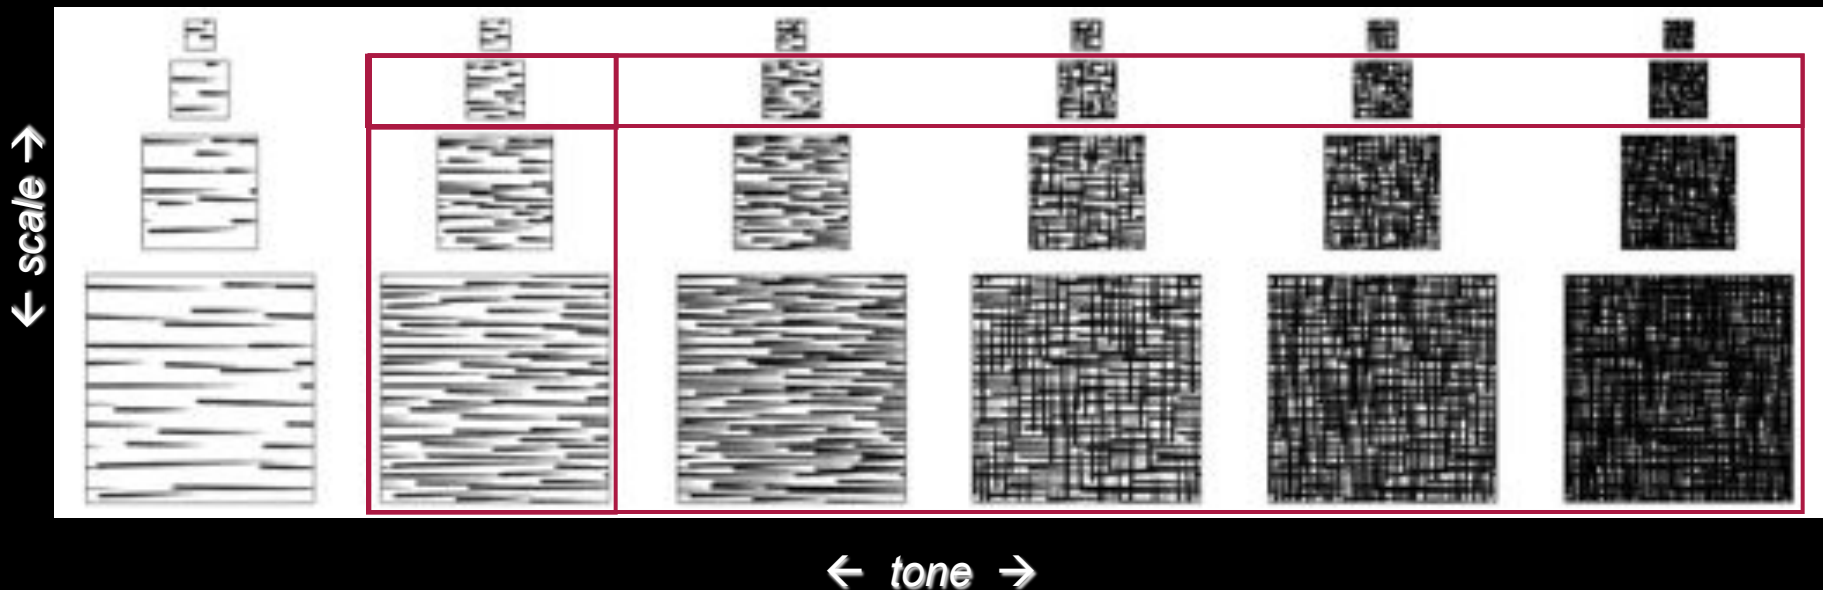 ← scale →
← tone →